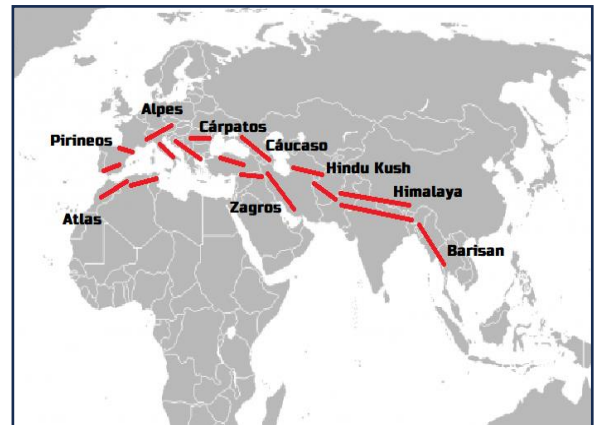 Alpes
Pirineos
Cárpatos
Cáucaso
Hindu Kush
Himalaya
Atlas
Zagros
Barisan